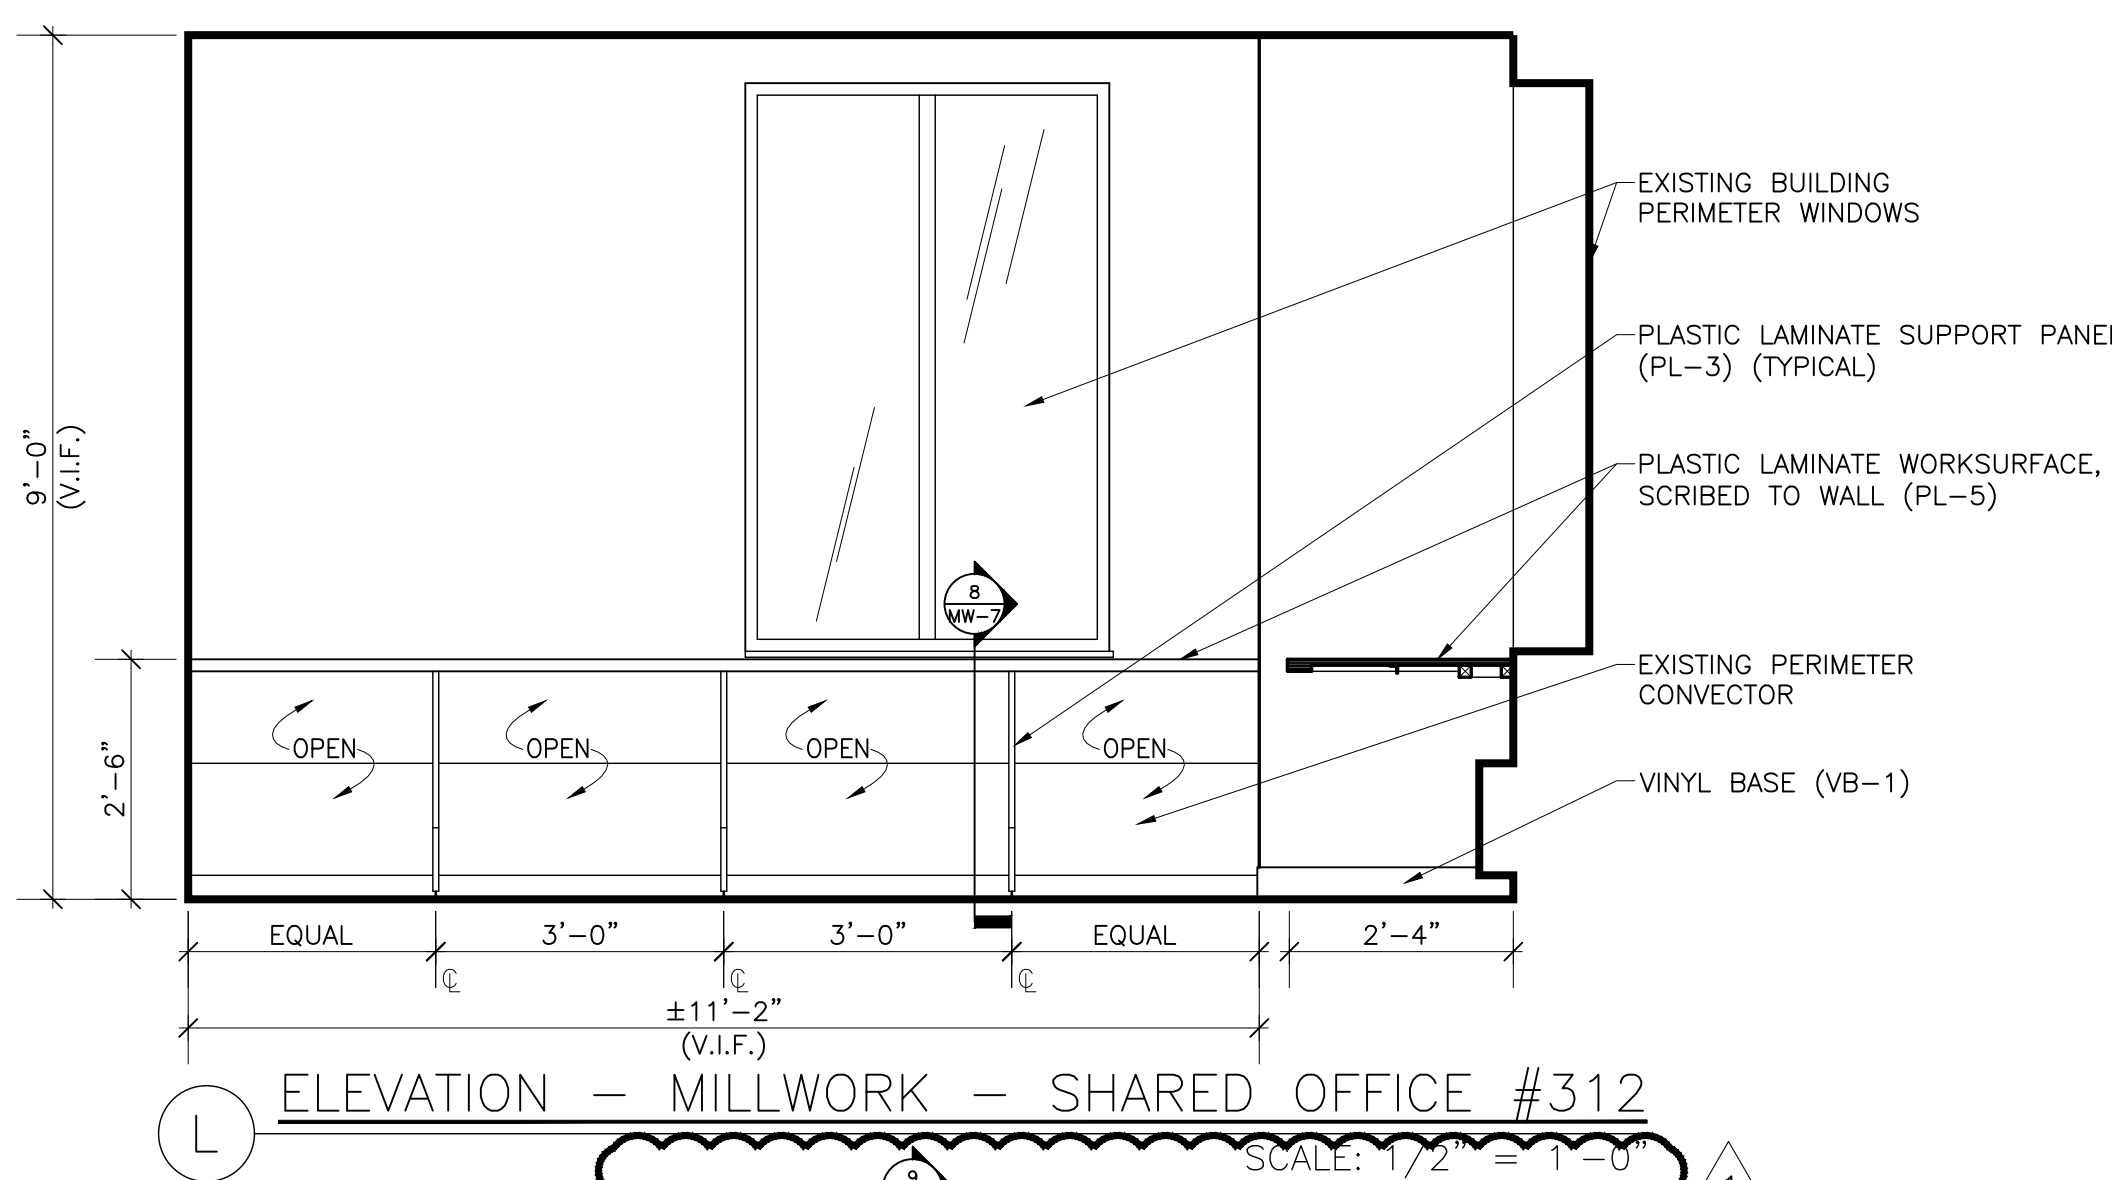 EXISTING BUILDING
PERIMETER WINDOWS
PLASTIC LAMINATE SUPPORT PANEL
(PL-3) (TYPICAL)
PLASTIC LAMINATE WORKSURFACE,
SCRIBED TO WALL (PL-5)
9'-0"
(V.I.F.)
8
MW-7
EXISTING PERIMETER
CONVECTOR
OPEN
OPEN
OPEN
OPEN
2'-6"
VINYL BASE (VB-1)
EQUAL
3'-0"
3'-0"
EQUAL
2'-4"
℄
℄
℄
±11'-2"
(V.I.F.)
L
ELEVATION - MILLWORK - SHARED OFFICE #312
SCALE: 1/2" = 1'-0"
9
1